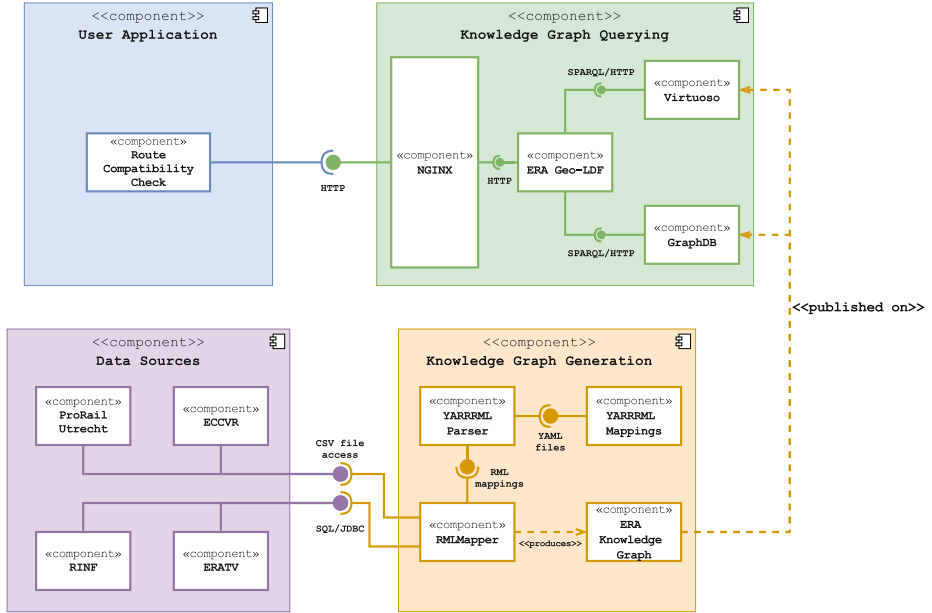 <<component>>
User Application
«component»
Route
Compatibility
Check
HTTP
<<component>>
Knowledge Graph Querying
«component»
NGINX
HTTP
«component»
ERA Geo-LDF
SPARQL/HTTP
«component»
Virtuoso
SPARQL/HTTP
«component»
GraphDB
<<published on>>
<<component>>
Data Sources
«component»
ProRail
Utrecht
«component»
ECCVR
«component»
RINF
«component»
ERATV
CSV file
access
SQL/JDBC
<<component>>
Knowledge Graph Generation
«component»
YARRRML
Parser
YAML
files
«component»
YARRRML
Mappings
RML
mappings
«component»
RMLMapper
<<produces>>
«component»
ERA
Knowledge
Graph